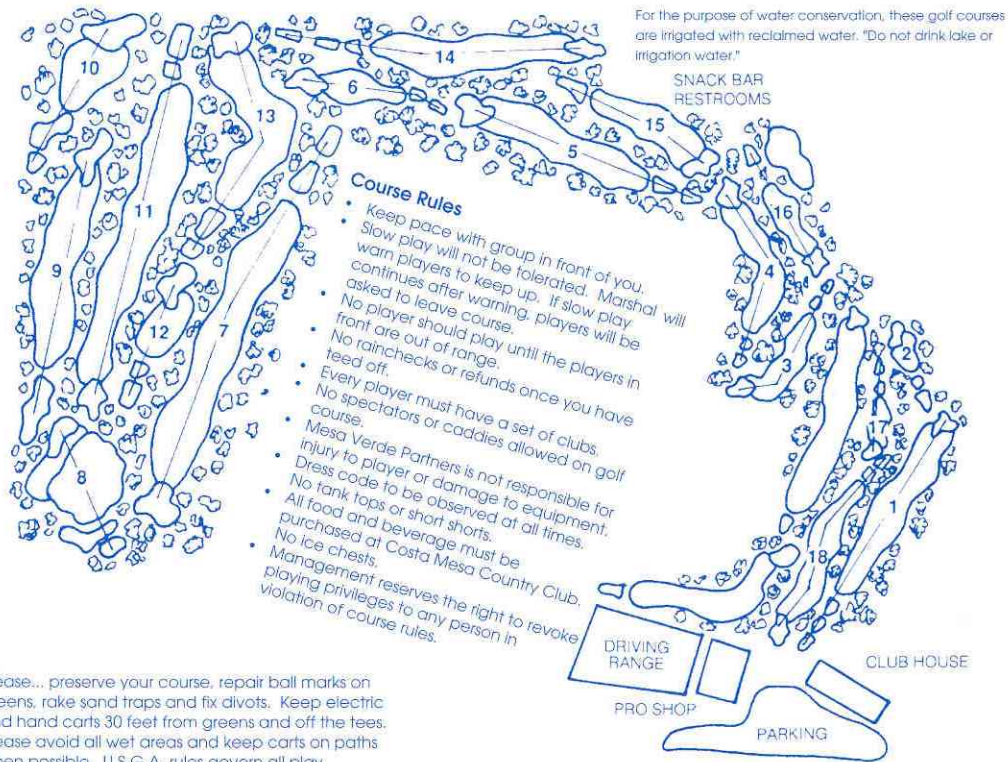 For the purpose of water conservation, these golf courses
are irrigated with reclaimed water. "Do not drink lake or
irrigation water."
SNACK BAR
RESTROOMS
10
14
6
13
15
5
16
11
4
9
12
7
3
2
17
8
1
18
Course Rules
• Keep pace with group in front of you.
• Slow play will not be tolerated. Marshal will
warn players to keep up. If slow play
continues after warning, players will be
asked to leave course.
• No player should play until the players in
front are out of range.
• No rainchecks or refunds once you have
teed off.
• Every player must have a set of clubs.
• No spectators or caddies allowed on golf
course.
• Mesa Verde Partners is not responsible for
injury to player or damage to equipment.
• Dress code to be observed at all times.
No tank tops or short shorts.
• All food and beverage must be
purchased at Costa Mesa Country Club.
No ice chests.
• Management reserves the right to revoke
playing privileges to any person in
violation of course rules.
DRIVING
RANGE
PRO SHOP
CLUB HOUSE
PARKING
ease... preserve your course, repair ball marks on
eens, rake sand traps and fix divots. Keep electric
nd hand carts 30 feet from greens and off the tees.
ease avoid all wet areas and keep carts on paths
hen possible. U.S.G.A. rules govern all play